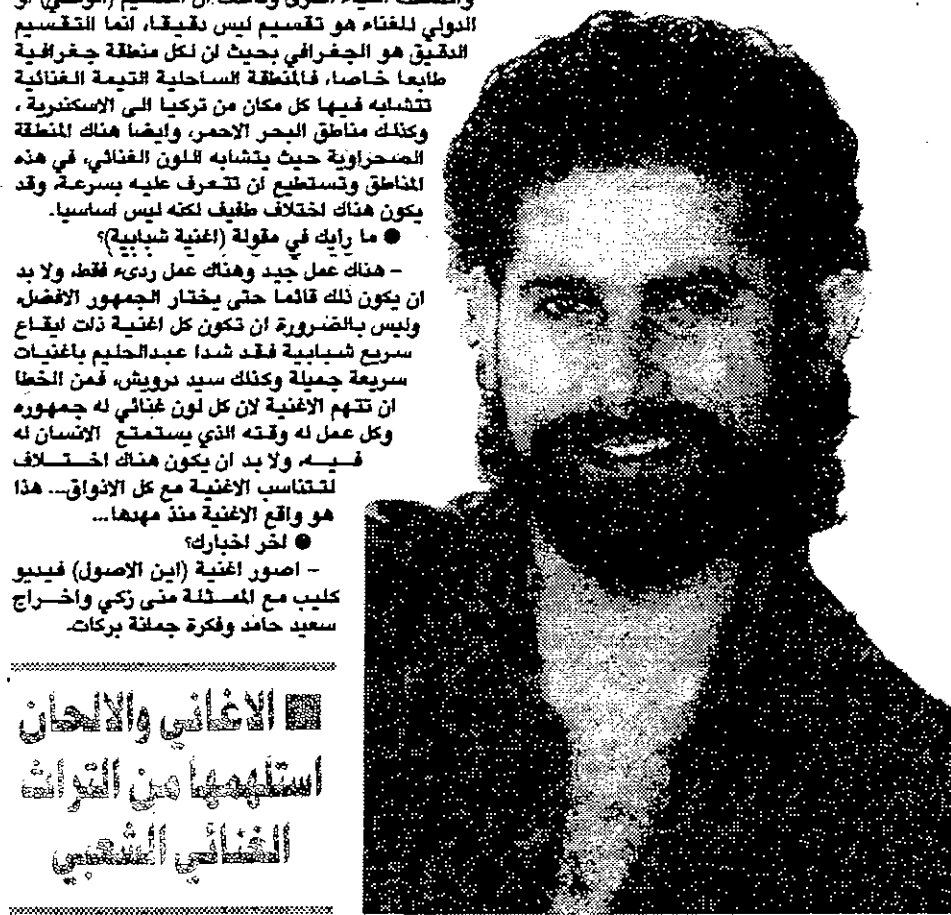 الدولي للغناء هو تقسيم ليس دقيقا، انما التقسيم
الدقيق هو الجغرافي بحيث ان لكل منطقة جغرافية
طابعا خاصا، فالمنطقة الساحلية التيمة الغنائية
تتشابه فيها كل مكان من تركيا الى الاسكندرية،
وكذلك مناطق البحر الاحمر، وايضا هناك المنطقة
الصحراوية حيث يتشابه اللون الغنائي، في هذه
المناطق وتستطيع ان تتعرف عليه بسرعة، وقد
يكون هناك اختلاف طفيف لكنه ليس اساسيا.
● ما رأيك في مقولة (اغنية شبابية)؟
- هناك عمل جيد وهناك عمل رديء فقط، ولا بد
ان يكون ذلك قائما حتى يختار الجمهور الافضل،
وليس بالضرورة ان تكون كل اغنية ذات ايقاع
سريع شبابية فقد شدا عبدالحليم باغنيات
سريعة جميلة وكذلك سيد درويش، فمن الخطأ
ان تتهم الاغنية لان كل لون غنائي له جمهوره
وكل عمل له وقته الذي يستمتع الانسان له
فيه، ولا بد ان يكون هناك اختلاف
لتتناسب الاغنية مع كل الاذواق... هذا
هو واقع الاغنية منذ مهدها...
● اخر اخبارك؟
- اصور اغنية (ابن الاصول) فيديو
كليب مع الممثلة منى زكي واخراج
سعيد حامد وفكرة جمانة بركات.
■ الاغاني والالحان
استلهمها من التراث
الغنائي الشعبي